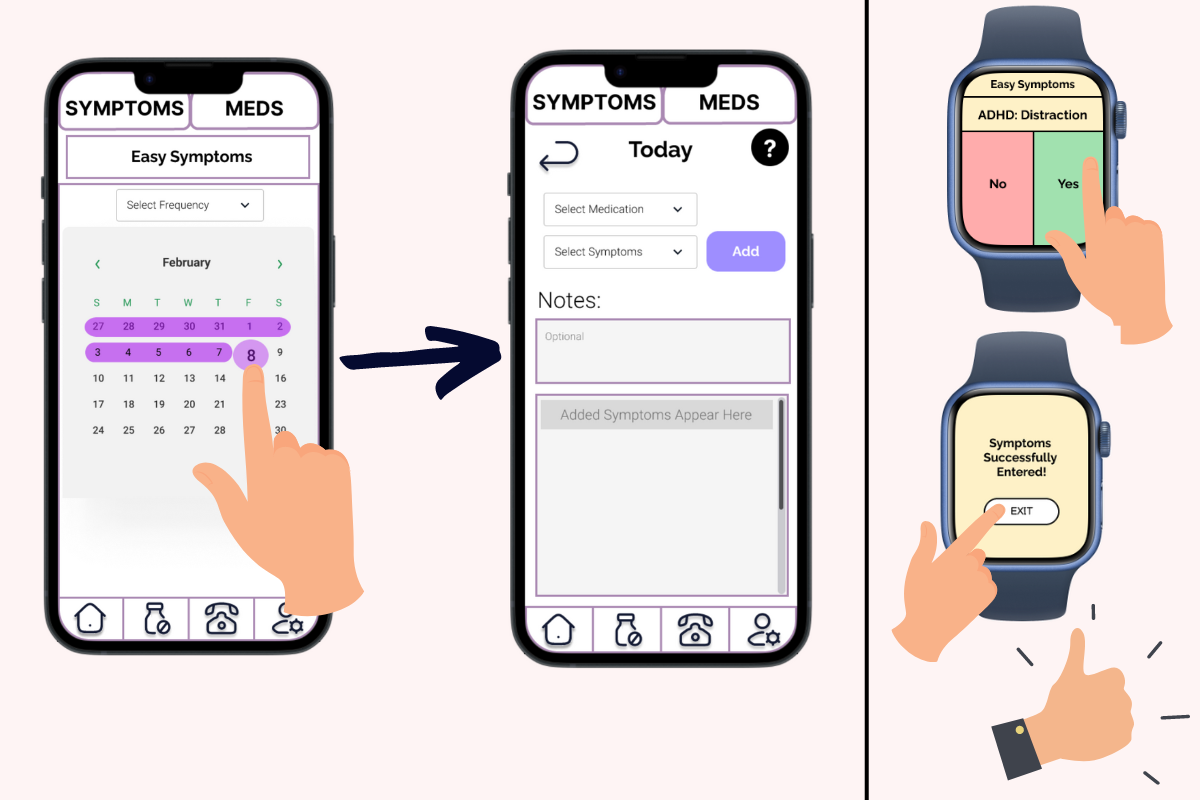 SYMPTOMS MEDS
Easy Symptoms
Select Frequency
February
S M T W T F S
27 28 29 30 31 1 2
3 4 5 6 7 8 9
10 11 12 13 14 16
17 18 19 20 21 23
24 25 26 27 28 30
SYMPTOMS MEDS
Today ?
Select Medication
Select Symptoms Add
Notes:
Optional
Added Symptoms Appear Here
Easy Symptoms
ADHD: Distraction
No Yes
Symptoms
Successfully
Entered!
EXIT